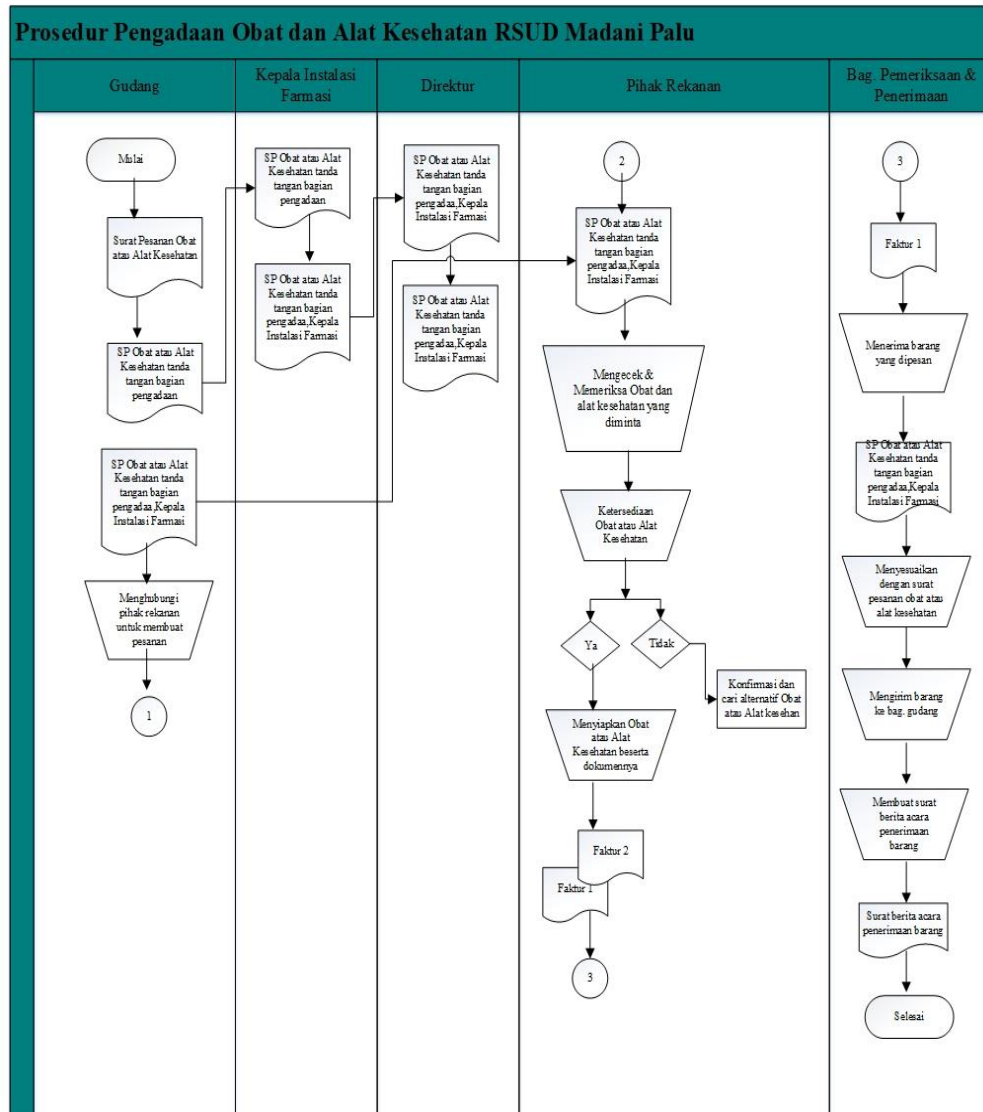 Prosedur Pengadaan Obat dan Alat Kesehatan RSUD Madani Palu
Gudang
Kepala Instalasi
Farmasi
Direktur
Pihak Rekanan
Bag. Pemeriksaan &
Penerimaan
Mulai
Surat Pesanan Obat
atau Alat Kesehatan
SP Obat atau Alat
Kesehatan tanda
tangan bagian
pengadaan
SP Obat atau Alat
Kesehatan tanda
tangan bagian
pengadaa,Kepala
Instalasi Farmasi
Menghubungi
pihak rekanan
untuk membuat
pesanan
1
SP Obat atau Alat
Kesehatan tanda
tangan bagian
pengadaan
SP Obat atau Alat
Kesehatan tanda
tangan bagian
pengadaa,Kepala
Instalasi Farmasi
SP Obat atau Alat
Kesehatan tanda
tangan bagian
pengadaa,Kepala
Instalasi Farmasi
SP Obat atau Alat
Kesehatan tanda
tangan bagian
pengadaa,Kepala
Instalasi Farmasi
2
SP Obat atau Alat
Kesehatan tanda
tangan bagian
pengadaa,Kepala
Instalasi Farmasi
Mengecek &
Memeriksa Obat dan
alat kesehatan yang
diminta
Ketersediaan
Obat atau Alat
Kesehatan
Ya
Tidak
Konfirmasi dan
cari alternatif Obat
atau Alat kesehan
Menyiapkan Obat
atau Alat
Kesehatan beserta
dokumennya
Faktur 2
Faktur 1
3
3
Faktur 1
Menerima barang
yang dipesan
SP Obat atau Alat
Kesehatan tanda
tangan bagian
pengadaa,Kepala
Instalasi Farmasi
Menyesuaikan
dengan surat
pesanan obat atau
alat kesehatan
Mengirim barang
ke bag. gudang
Membuat surat
berita acara
penerimaan
barang
Surat berita acara
penerimaan barang
Selesai